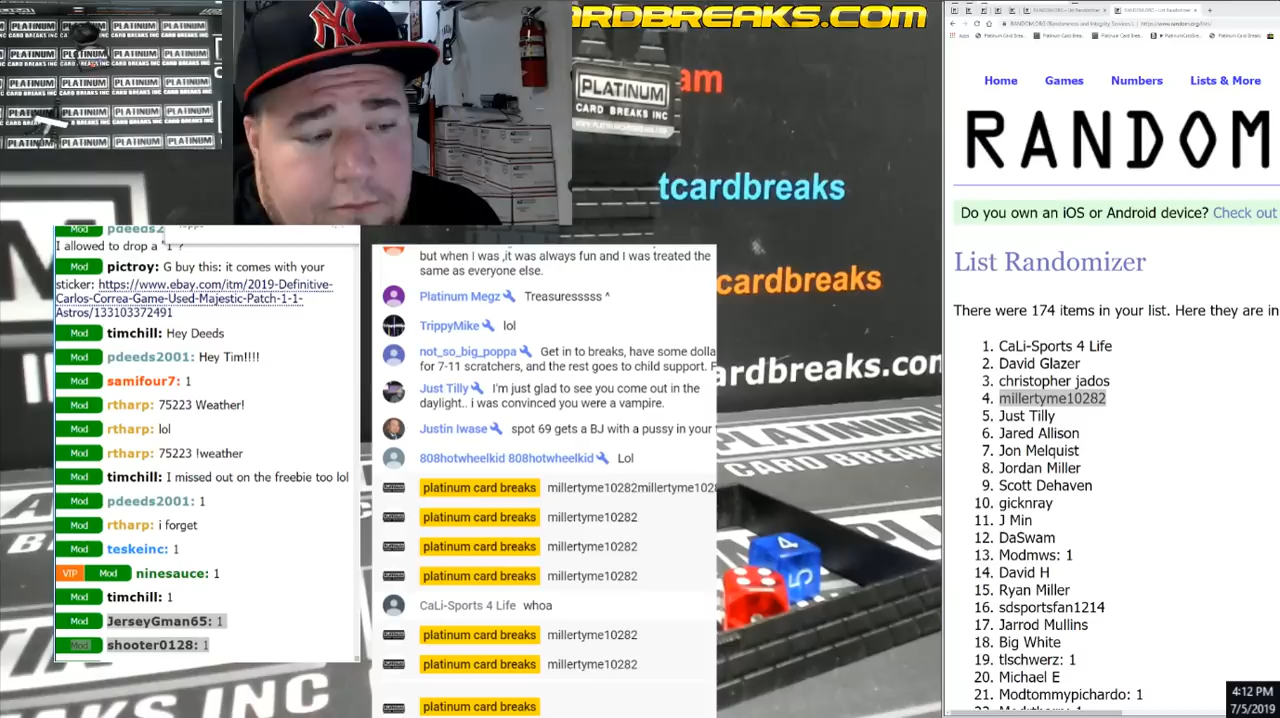 CARDBREAKS.COM
PLATINUM
CARD BREAKS INC
am
tcardbreaks
cardbreaks
ardbreaks.com
PLATINUM
CARD BREAKS INC
I allowed to drop a "1"?
Mod pictroy: G buy this: it comes with your
sticker: https://www.ebay.com/itm/2019-Definitive-
Carlos-Correa-Game-Used-Majestic-Patch-1-1-
Astros/133103372491
Mod timchill: Hey Deeds
Mod pdeeds2001: Hey Tim!!!!
Mod samifour7: 1
Mod rtharp: 75223 Weather!
Mod rtharp: lol
Mod rtharp: 75223 !weather
Mod timchill: I missed out on the freebie too lol
Mod pdeeds2001: 1
Mod rtharp: i forget
Mod teskeinc: 1
VIP Mod ninesauce: 1
Mod timchill: 1
Mod JerseyGman65: 1
Mod shooter0128: 1
but when I was ,it was always fun and I was treated the
same as everyone else.
Platinum Megz Treasuresssss ^
TrippyMike lol
not_so_big_poppa Get in to breaks, have some dolla
for 7-11 scratchers, and the rest goes to child support. F
Just Tilly I'm just glad to see you come out in the
daylight.. i was convinced you were a vampire.
Justin Iwase spot 69 gets a BJ with a pussy in your
808hotwheelkid 808hotwheelkid Lol
platinum card breaks millertyme10282millertyme1028
platinum card breaks millertyme10282
platinum card breaks millertyme10282
platinum card breaks millertyme10282
CaLi-Sports 4 Life whoa
platinum card breaks millertyme10282
platinum card breaks millertyme10282
platinum card breaks
RANDOM.ORG - List Randomizer
RANDOM.ORG - List Randomizer
Home Games Numbers Lists & More
RANDOM
Do you own an iOS or Android device? Check out
List Randomizer
There were 174 items in your list. Here they are in
1. CaLi-Sports 4 Life
2. David Glazer
3. christopher jados
4. millertyme10282
5. Just Tilly
6. Jared Allison
7. Jon Melquist
8. Jordan Miller
9. Scott Dehaven
10. gicknray
11. J Min
12. DaSwam
13. Modmws: 1
14. David H
15. Ryan Miller
16. sdsportsfan1214
17. Jarrod Mullins
18. Big White
19. tlschwerz: 1
20. Michael E
21. Modtommypichardo: 1
4:12 PM
7/5/2019